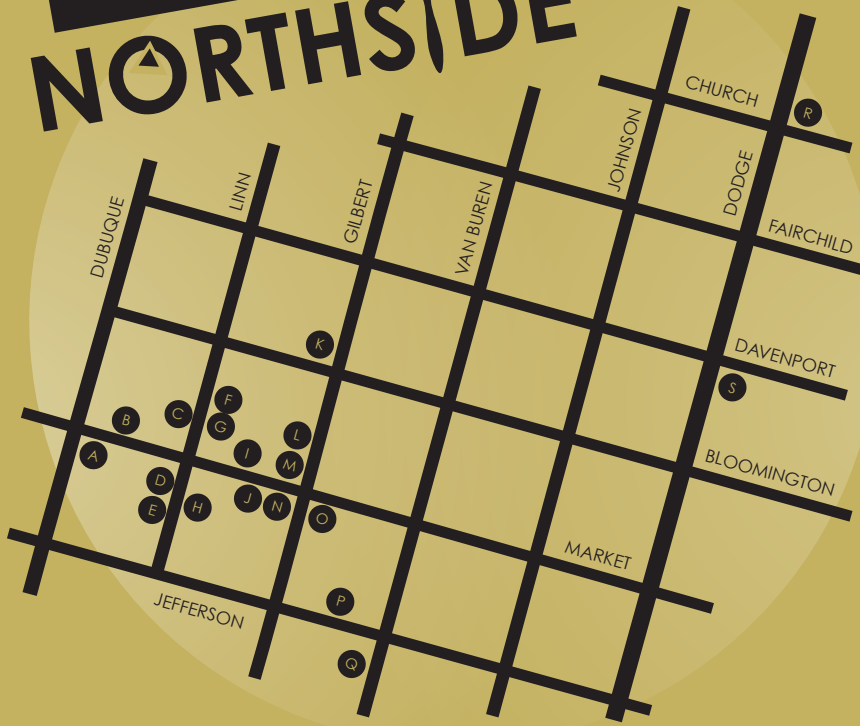 NORTHSIDE
CHURCH
R
JOHNSON
DODGE
LINN
GILBERT
VAN BUREN
DUBUQUE
FAIRCHILD
K
DAVENPORT
S
F
B
C
G
L
A
I
M
BLOOMINGTON
D
E
H
J
N
O
MARKET
P
JEFFERSON
Q